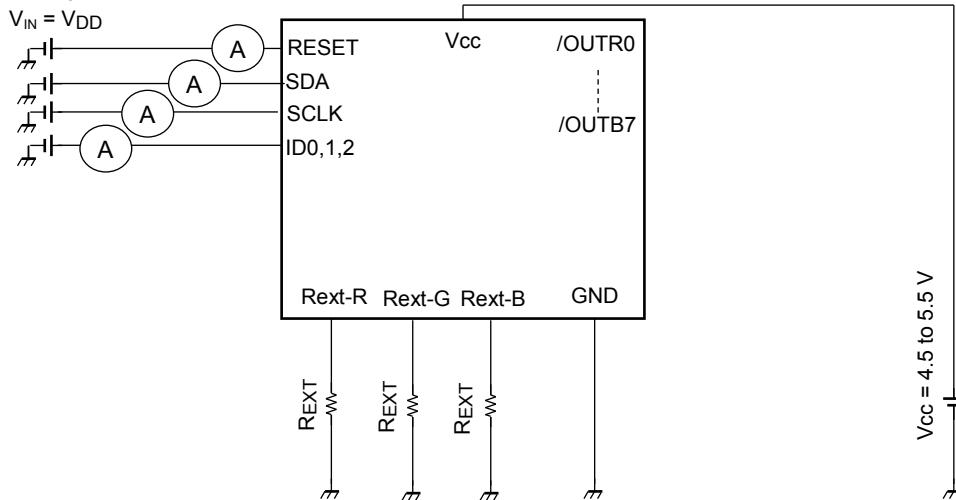 VIN = VDD
A
RESET
A
SDA
A
SCLK
A
ID0,1,2
Vcc
/OUTR0
/OUTB7
Rext-R
Rext-G
Rext-B
GND
REXT
REXT
REXT
Vcc = 4.5 to 5.5 V